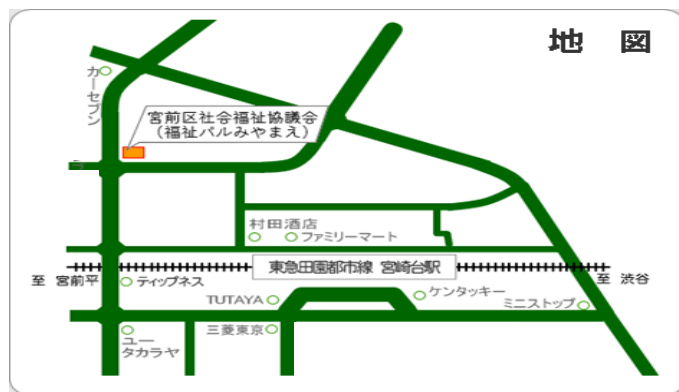 地 図
カーセブン
宮前区社会福祉協議会
（福祉パルみやまえ）
村田酒店
ファミリーマート
東急田園都市線 宮崎台駅
至 宮前平
至 渋谷
ティップネス
TUTAYA
ケンタッキー
ミニストップ
三菱東京
ユー
タカラヤ